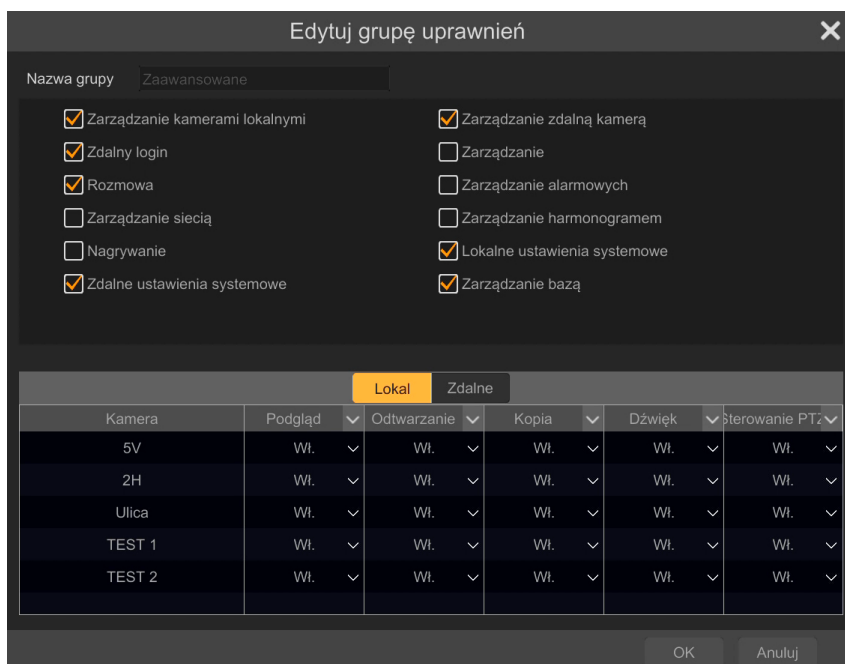 Edytuj grupę uprawnień
Nazwa grupy Zaawansowane
Zarządzanie kamerami lokalnymi Zarządzanie zdalną kamerą
Zdalny login Zarządzanie
Rozmowa Zarządzanie alarmowych
Zarządzanie siecią Zarządzanie harmonogramem
Nagrywanie Lokalne ustawienia systemowe
Zdalne ustawienia systemowe Zarządzanie bazą
Lokal Zdalne
Kamera Podgląd Odtwarzanie Kopia Dźwięk Sterowanie PTZ
5V Wł. Wł. Wł. Wł. Wł.
2H Wł. Wł. Wł. Wł. Wł.
Ulica Wł. Wł. Wł. Wł. Wł.
TEST 1 Wł. Wł. Wł. Wł. Wł.
TEST 2 Wł. Wł. Wł. Wł. Wł.
OK Anuluj